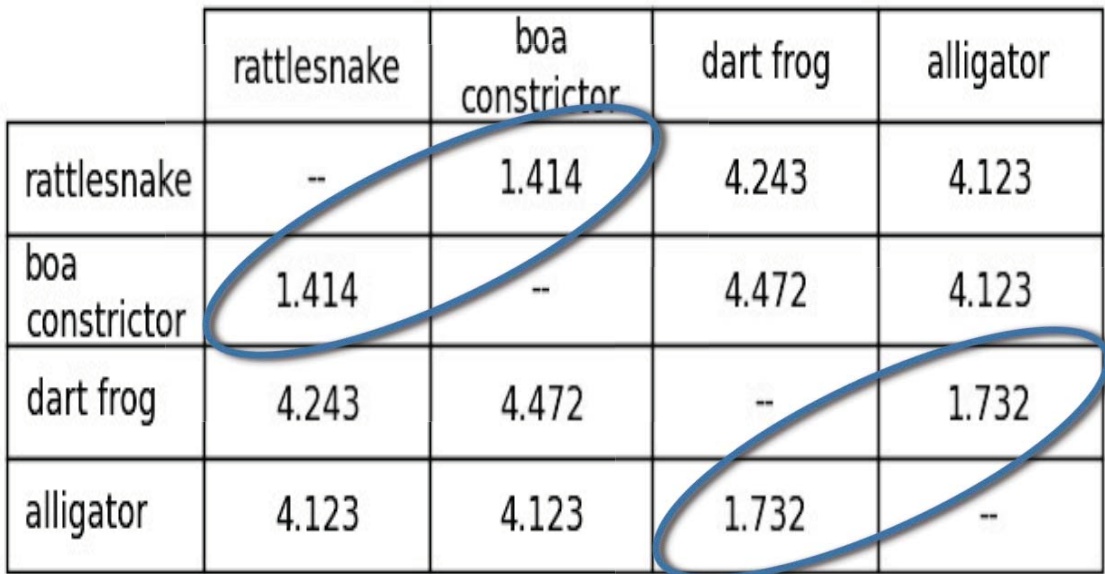 rattlesnake boa constrictor dart frog alligator
rattlesnake -- 1.414 4.243 4.123
boa constrictor 1.414 -- 4.472 4.123
dart frog 4.243 4.472 -- 1.732
alligator 4.123 4.123 1.732 --